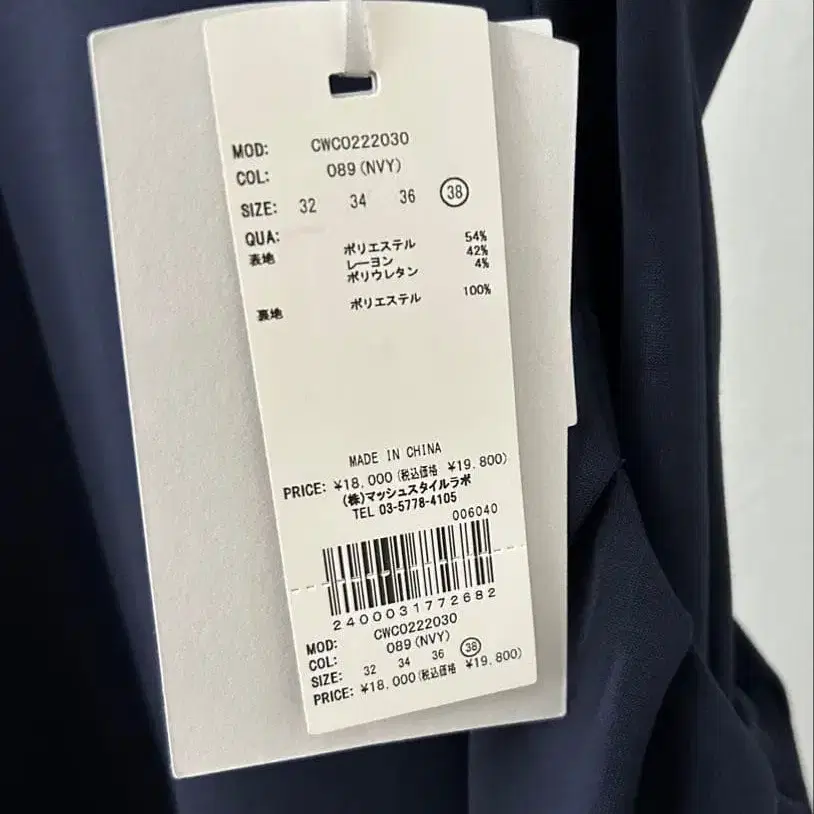 MOD: CWCO222030
COL: 089(NVY)
SIZE: 32 34 36 38
QUA:
表地 ポリエステル 54%
レーヨン 42%
ポリウレタン 4%
裏地 ポリエステル 100%
MADE IN CHINA
PRICE: ¥18,000(税込価格 ¥19,800)
(株)マッシュスタイルラボ
TEL 03-5778-4105
006040
2400031772682
MOD: CWCO222030
COL: 089(NVY)
SIZE: 32 34 36 38
PRICE: ¥18,000(税込価格 ¥19,800)